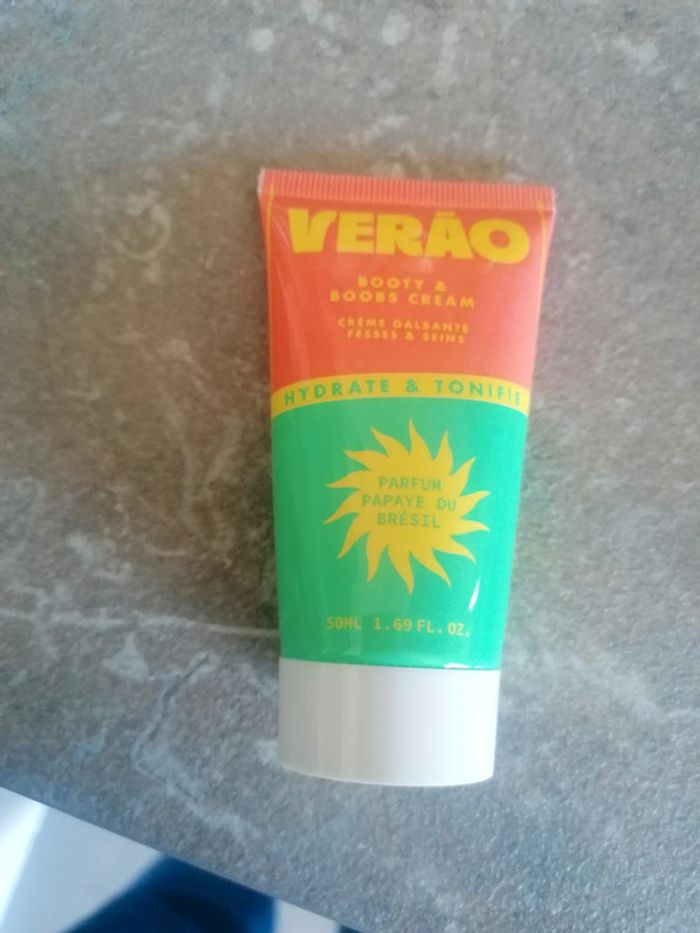 VERÃO
BOOTY &
BOOBS CREAM
CRÈME GALBANTE
FESSES & SEINS
HYDRATE & TONIFIE
PARFUM
PAPAYE DU
BRÉSIL
50ML 1.69 FL. OZ.